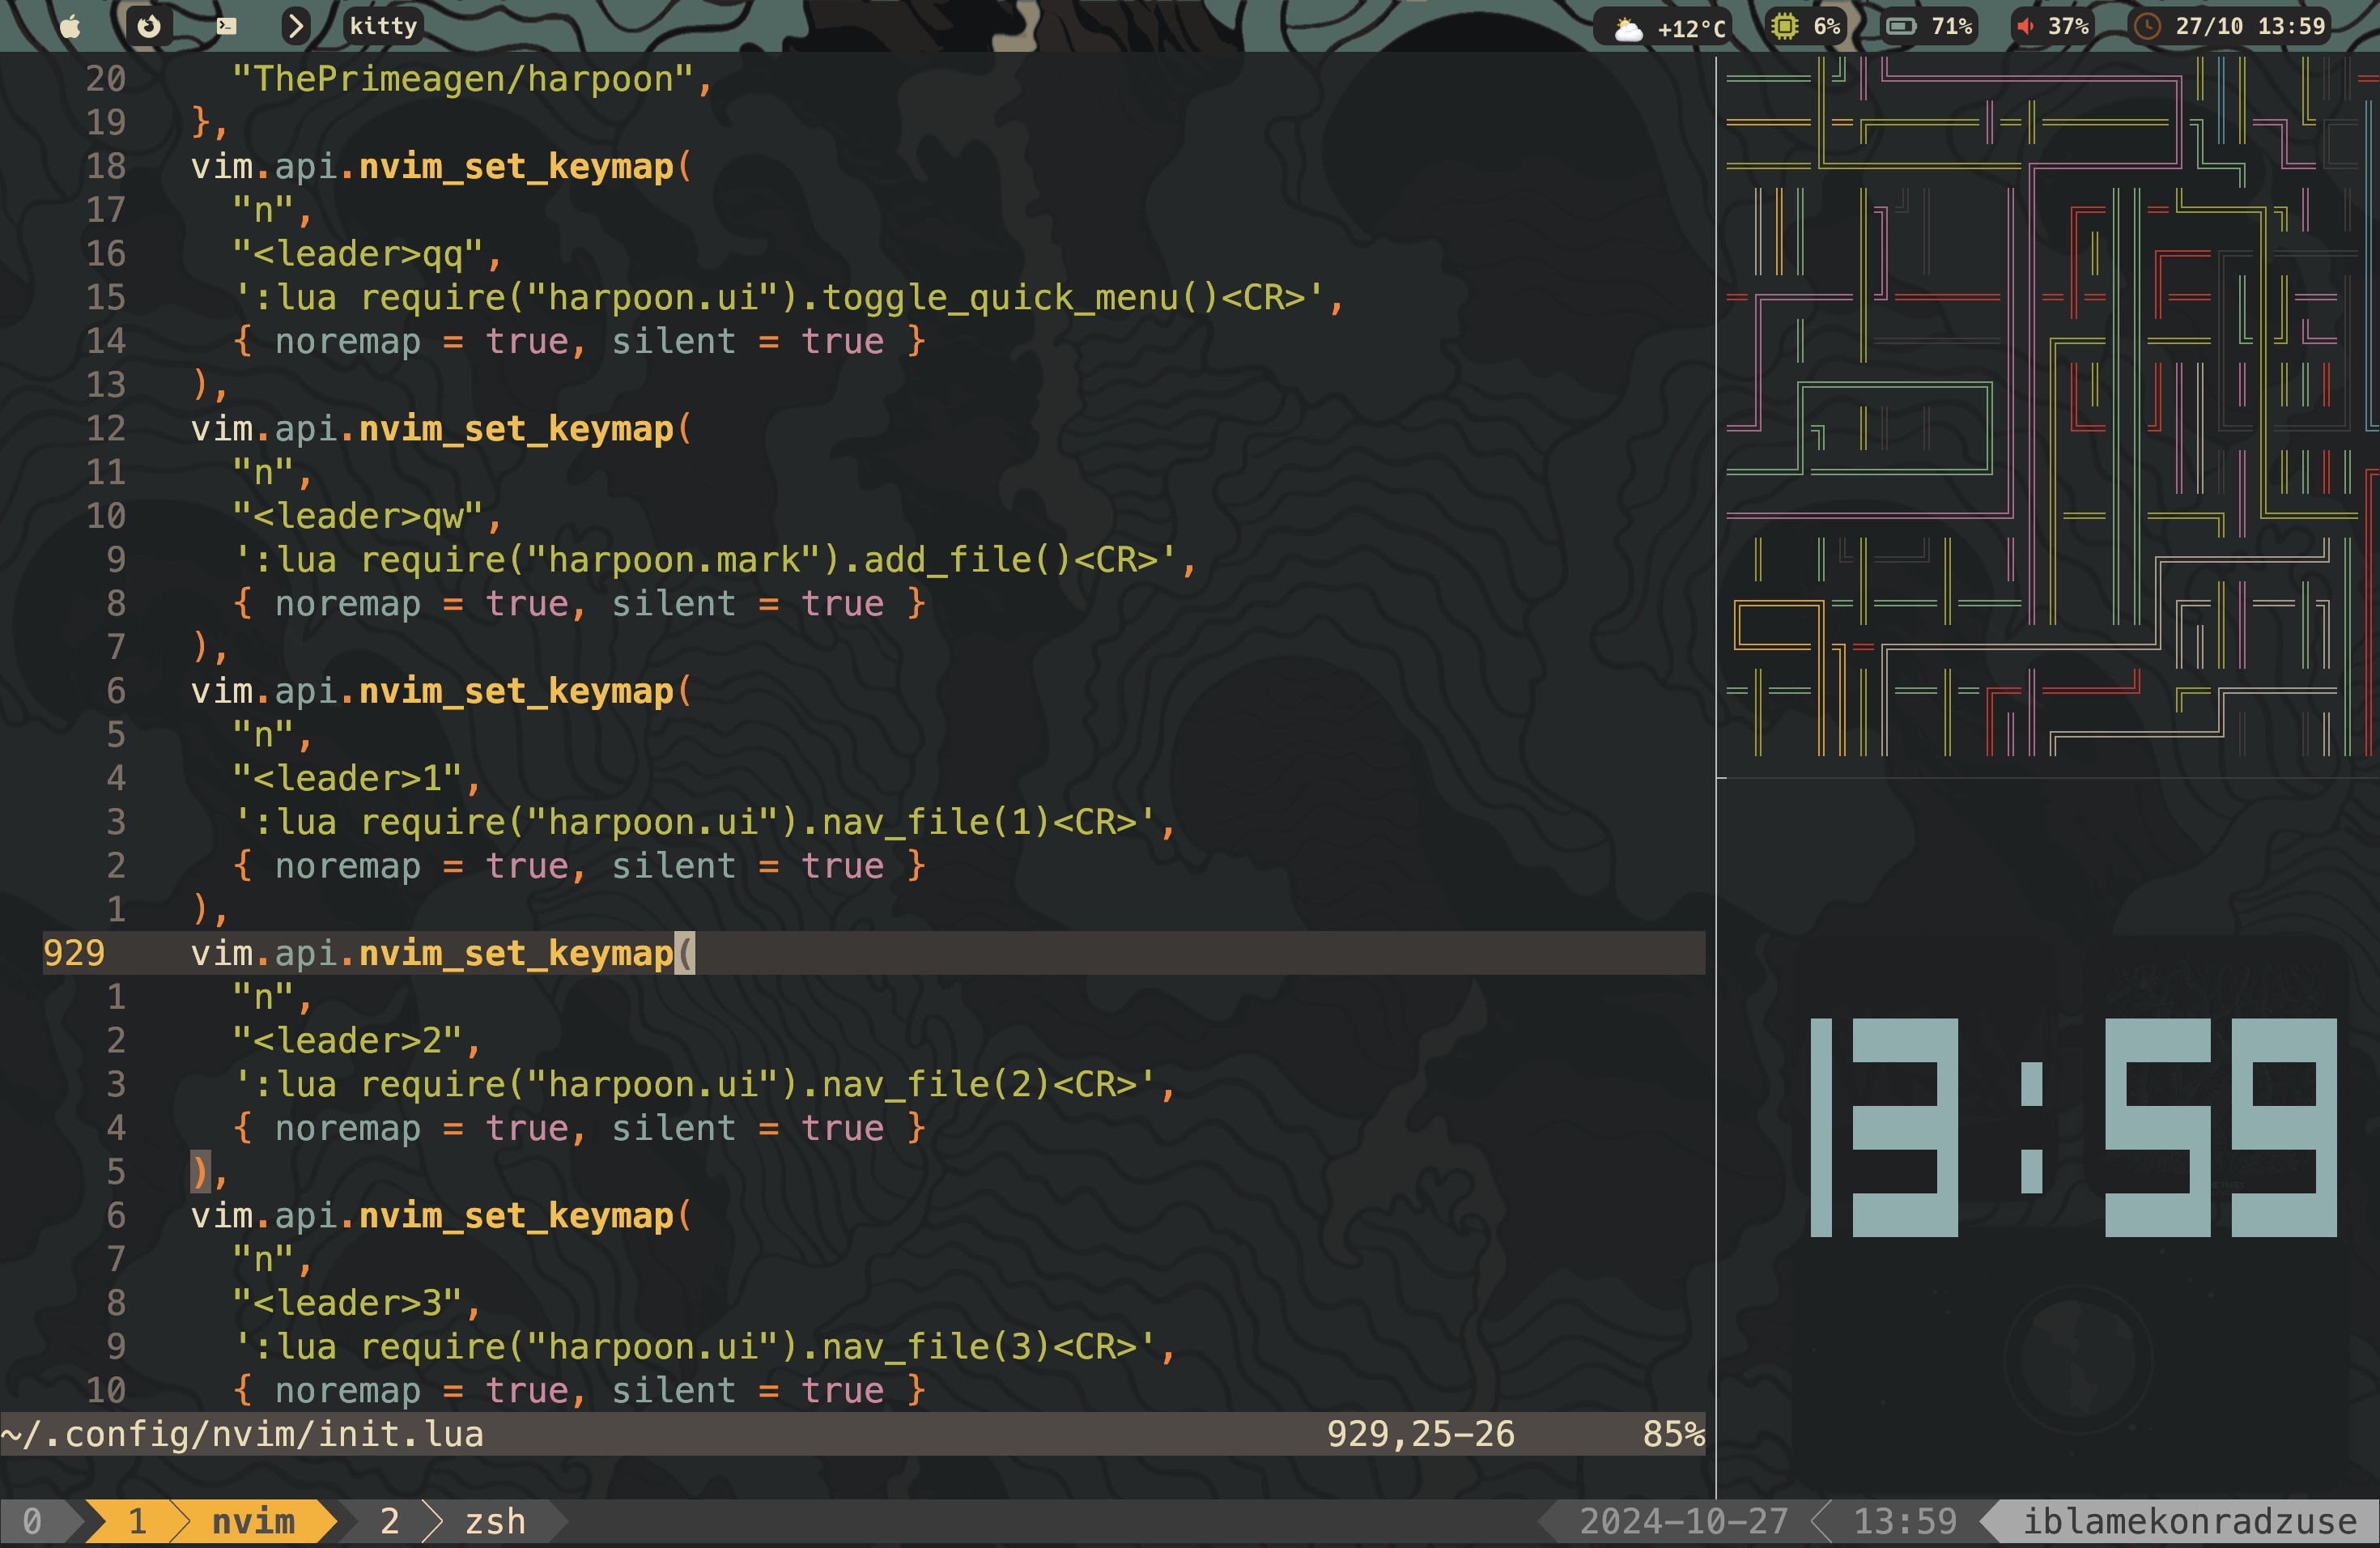 kitty
+12°C 6% 71% 37% 27/10 13:59
20 "ThePrimeagen/harpoon",
19 },
18 vim.api.nvim_set_keymap(
17 "n",
16 "<leader>qq",
15 ':lua require("harpoon.ui").toggle_quick_menu()<CR>',
14 { noremap = true, silent = true }
13 ),
12 vim.api.nvim_set_keymap(
11 "n",
10 "<leader>qw",
9 ':lua require("harpoon.mark").add_file()<CR>',
8 { noremap = true, silent = true }
7 ),
6 vim.api.nvim_set_keymap(
5 "n",
4 "<leader>1",
3 ':lua require("harpoon.ui").nav_file(1)<CR>',
2 { noremap = true, silent = true }
1 ),
929 vim.api.nvim_set_keymap(
1 "n",
2 "<leader>2",
3 ':lua require("harpoon.ui").nav_file(2)<CR>',
4 { noremap = true, silent = true }
5 ),
6 vim.api.nvim_set_keymap(
7 "n",
8 "<leader>3",
9 ':lua require("harpoon.ui").nav_file(3)<CR>',
10 { noremap = true, silent = true }
~/.config/nvim/init.lua 929,25-26 85%
13:59
0 1 nvim 2 zsh 2024-10-27 13:59 iblamekonradzuse